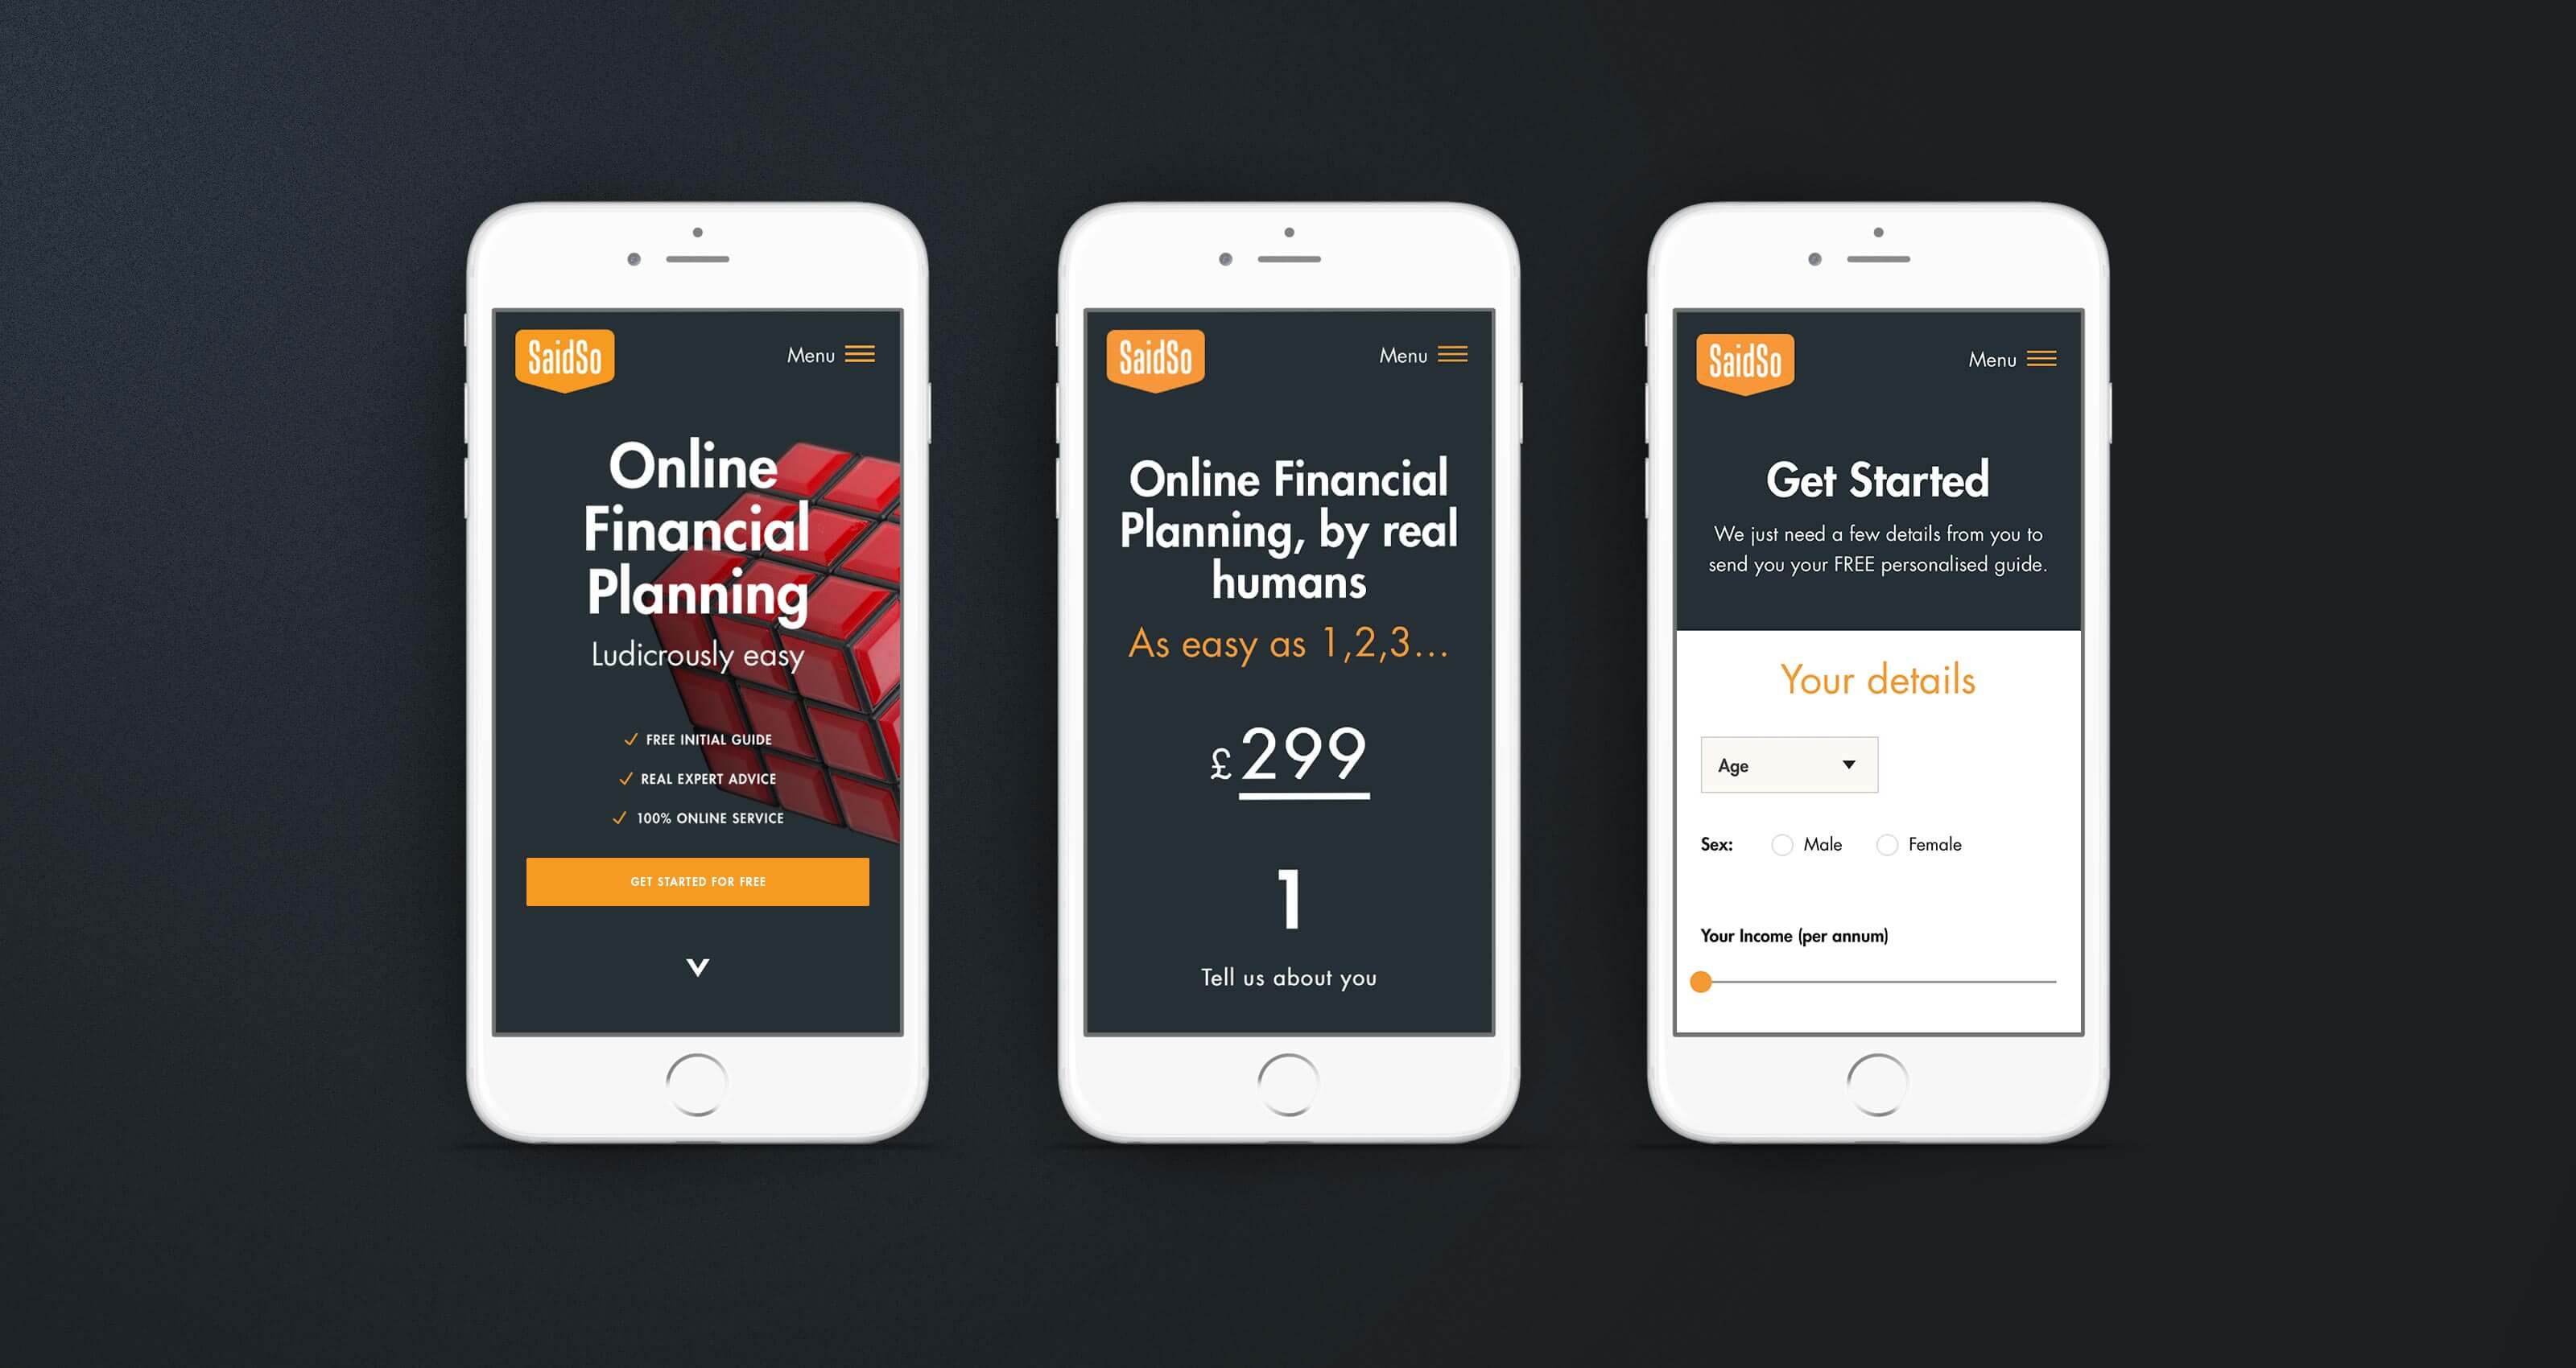 SaidSo
Menu
Online
Financial
Planning
Ludicrously easy
FREE INITIAL GUIDE
REAL EXPERT ADVICE
100% ONLINE SERVICE
GET STARTED FOR FREE
SaidSo
Menu
Online Financial
Planning, by real
humans
As easy as 1,2,3...
£299
1
Tell us about you
SaidSo
Menu
Get Started
We just need a few details from you to
send you your FREE personalised guide.
Your details
Age
Sex: Male Female
Your Income (per annum)